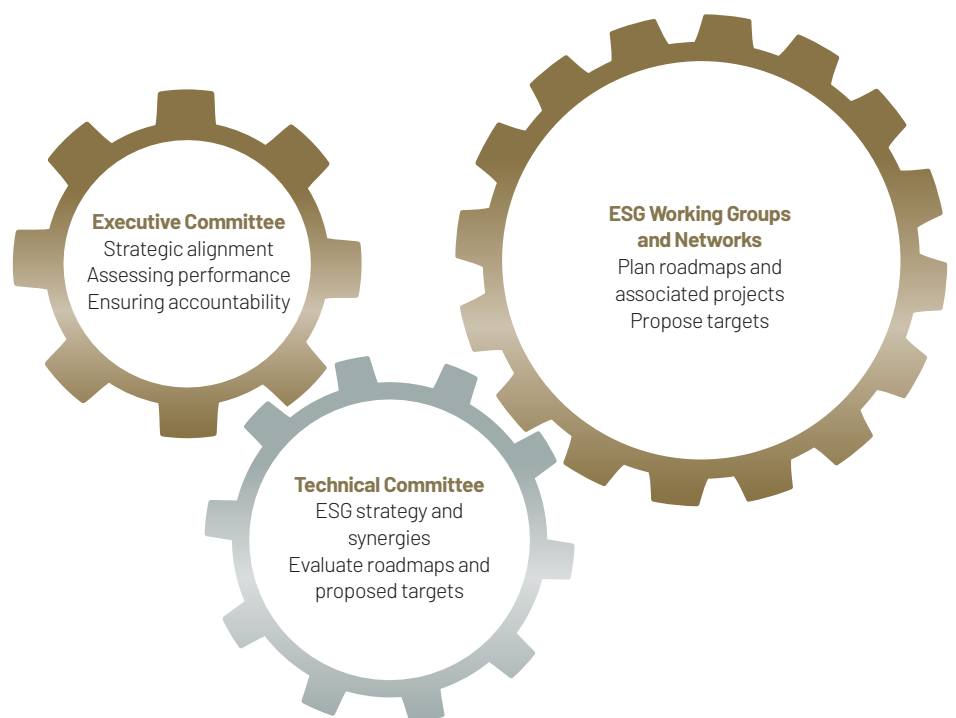 Executive Committee
Strategic alignment
Assessing performance
Ensuring accountability
ESG Working Groups
and Networks
Plan roadmaps and
associated projects
Propose targets
Technical Committee
ESG strategy and
synergies
Evaluate roadmaps and
proposed targets